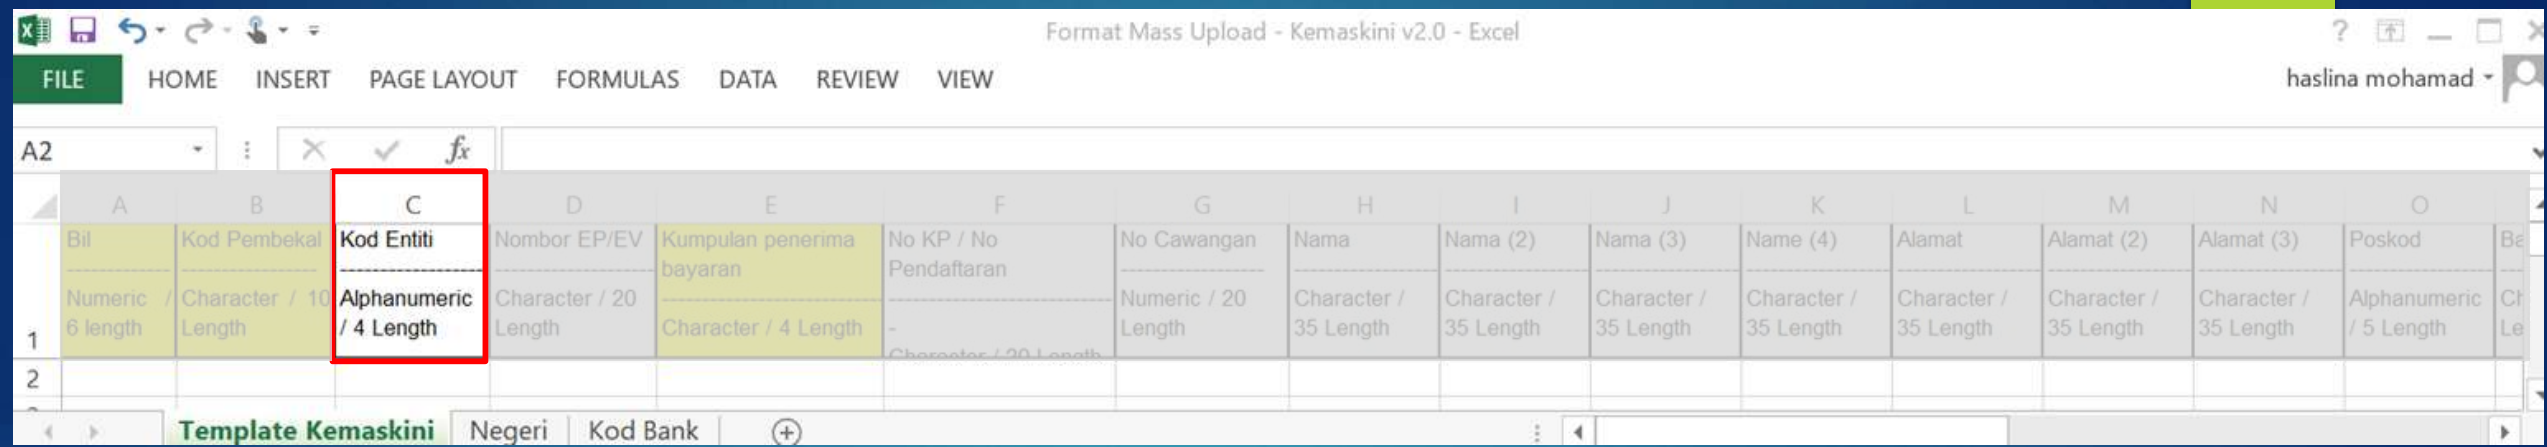 Format Mass Upload - Kemaskini v2.0 - Excel
?
FILE HOME INSERT PAGE LAYOUT FORMULAS DATA REVIEW VIEW
haslina mohamad
A2
fx
A B C D E F G H I J K L M N O
Bil
Numeric /
6 length
Kod Pembekal
Character / 10
Length
Kod Entiti
Alphanumeric
/ 4 Length
Nombor EP/EV
Character / 20
Length
Kumpulan penerima
bayaran
Character / 4 Length
No KP / No
Pendaftaran
-
Character / 20 Length
No Cawangan
Numeric / 20
Length
Nama
Character /
35 Length
Nama (2)
Character /
35 Length
Nama (3)
Character /
35 Length
Name (4)
Character /
35 Length
Alamat
Character /
35 Length
Alamat (2)
Character /
35 Length
Alamat (3)
Character /
35 Length
Poskod
Alphanumeric
/ 5 Length
1
2
Template Kemaskini Negeri Kod Bank